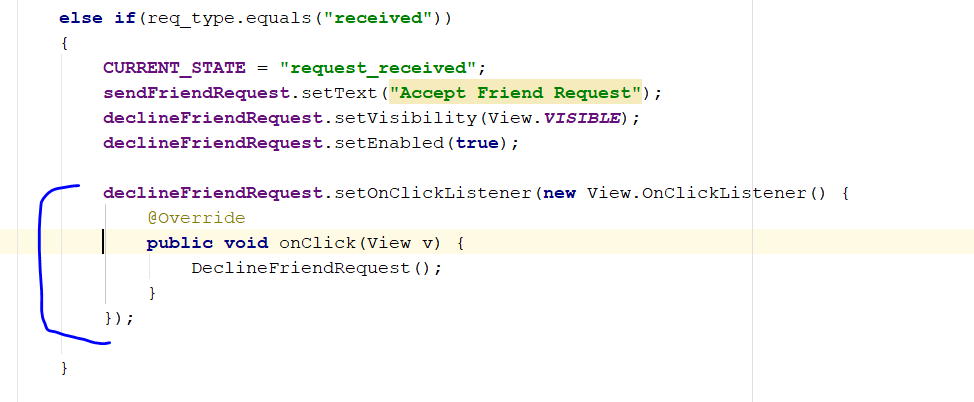 else if(req_type.equals("received"))
{
CURRENT_STATE = "request_received";
sendFriendRequest.setText("Accept Friend Request");
declineFriendRequest.setVisibility(View.VISIBLE);
declineFriendRequest.setEnabled(true);
declineFriendRequest.setOnClickListener(new View.OnClickListener() {
@Override
public void onClick(View v) {
DeclineFriendRequest();
}
});
}